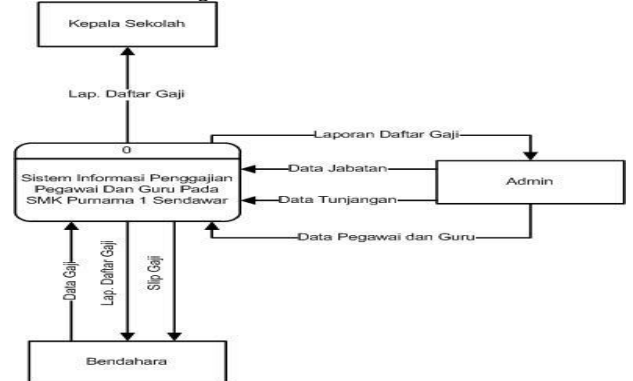 Kepala Sekolah
Lap. Daftar Gaji
0
Laporan Daftar Gaji
Sistem Informasi Penggajian
Pegawai Dan Guru Pada
SMK Purnama 1 Sendawar
Data Jabatan
Admin
Data Tunjangan
Data Pegawai dan Guru
Data Gaji
Lap. Daftar Gaji
Slip Gaji
Bendahara